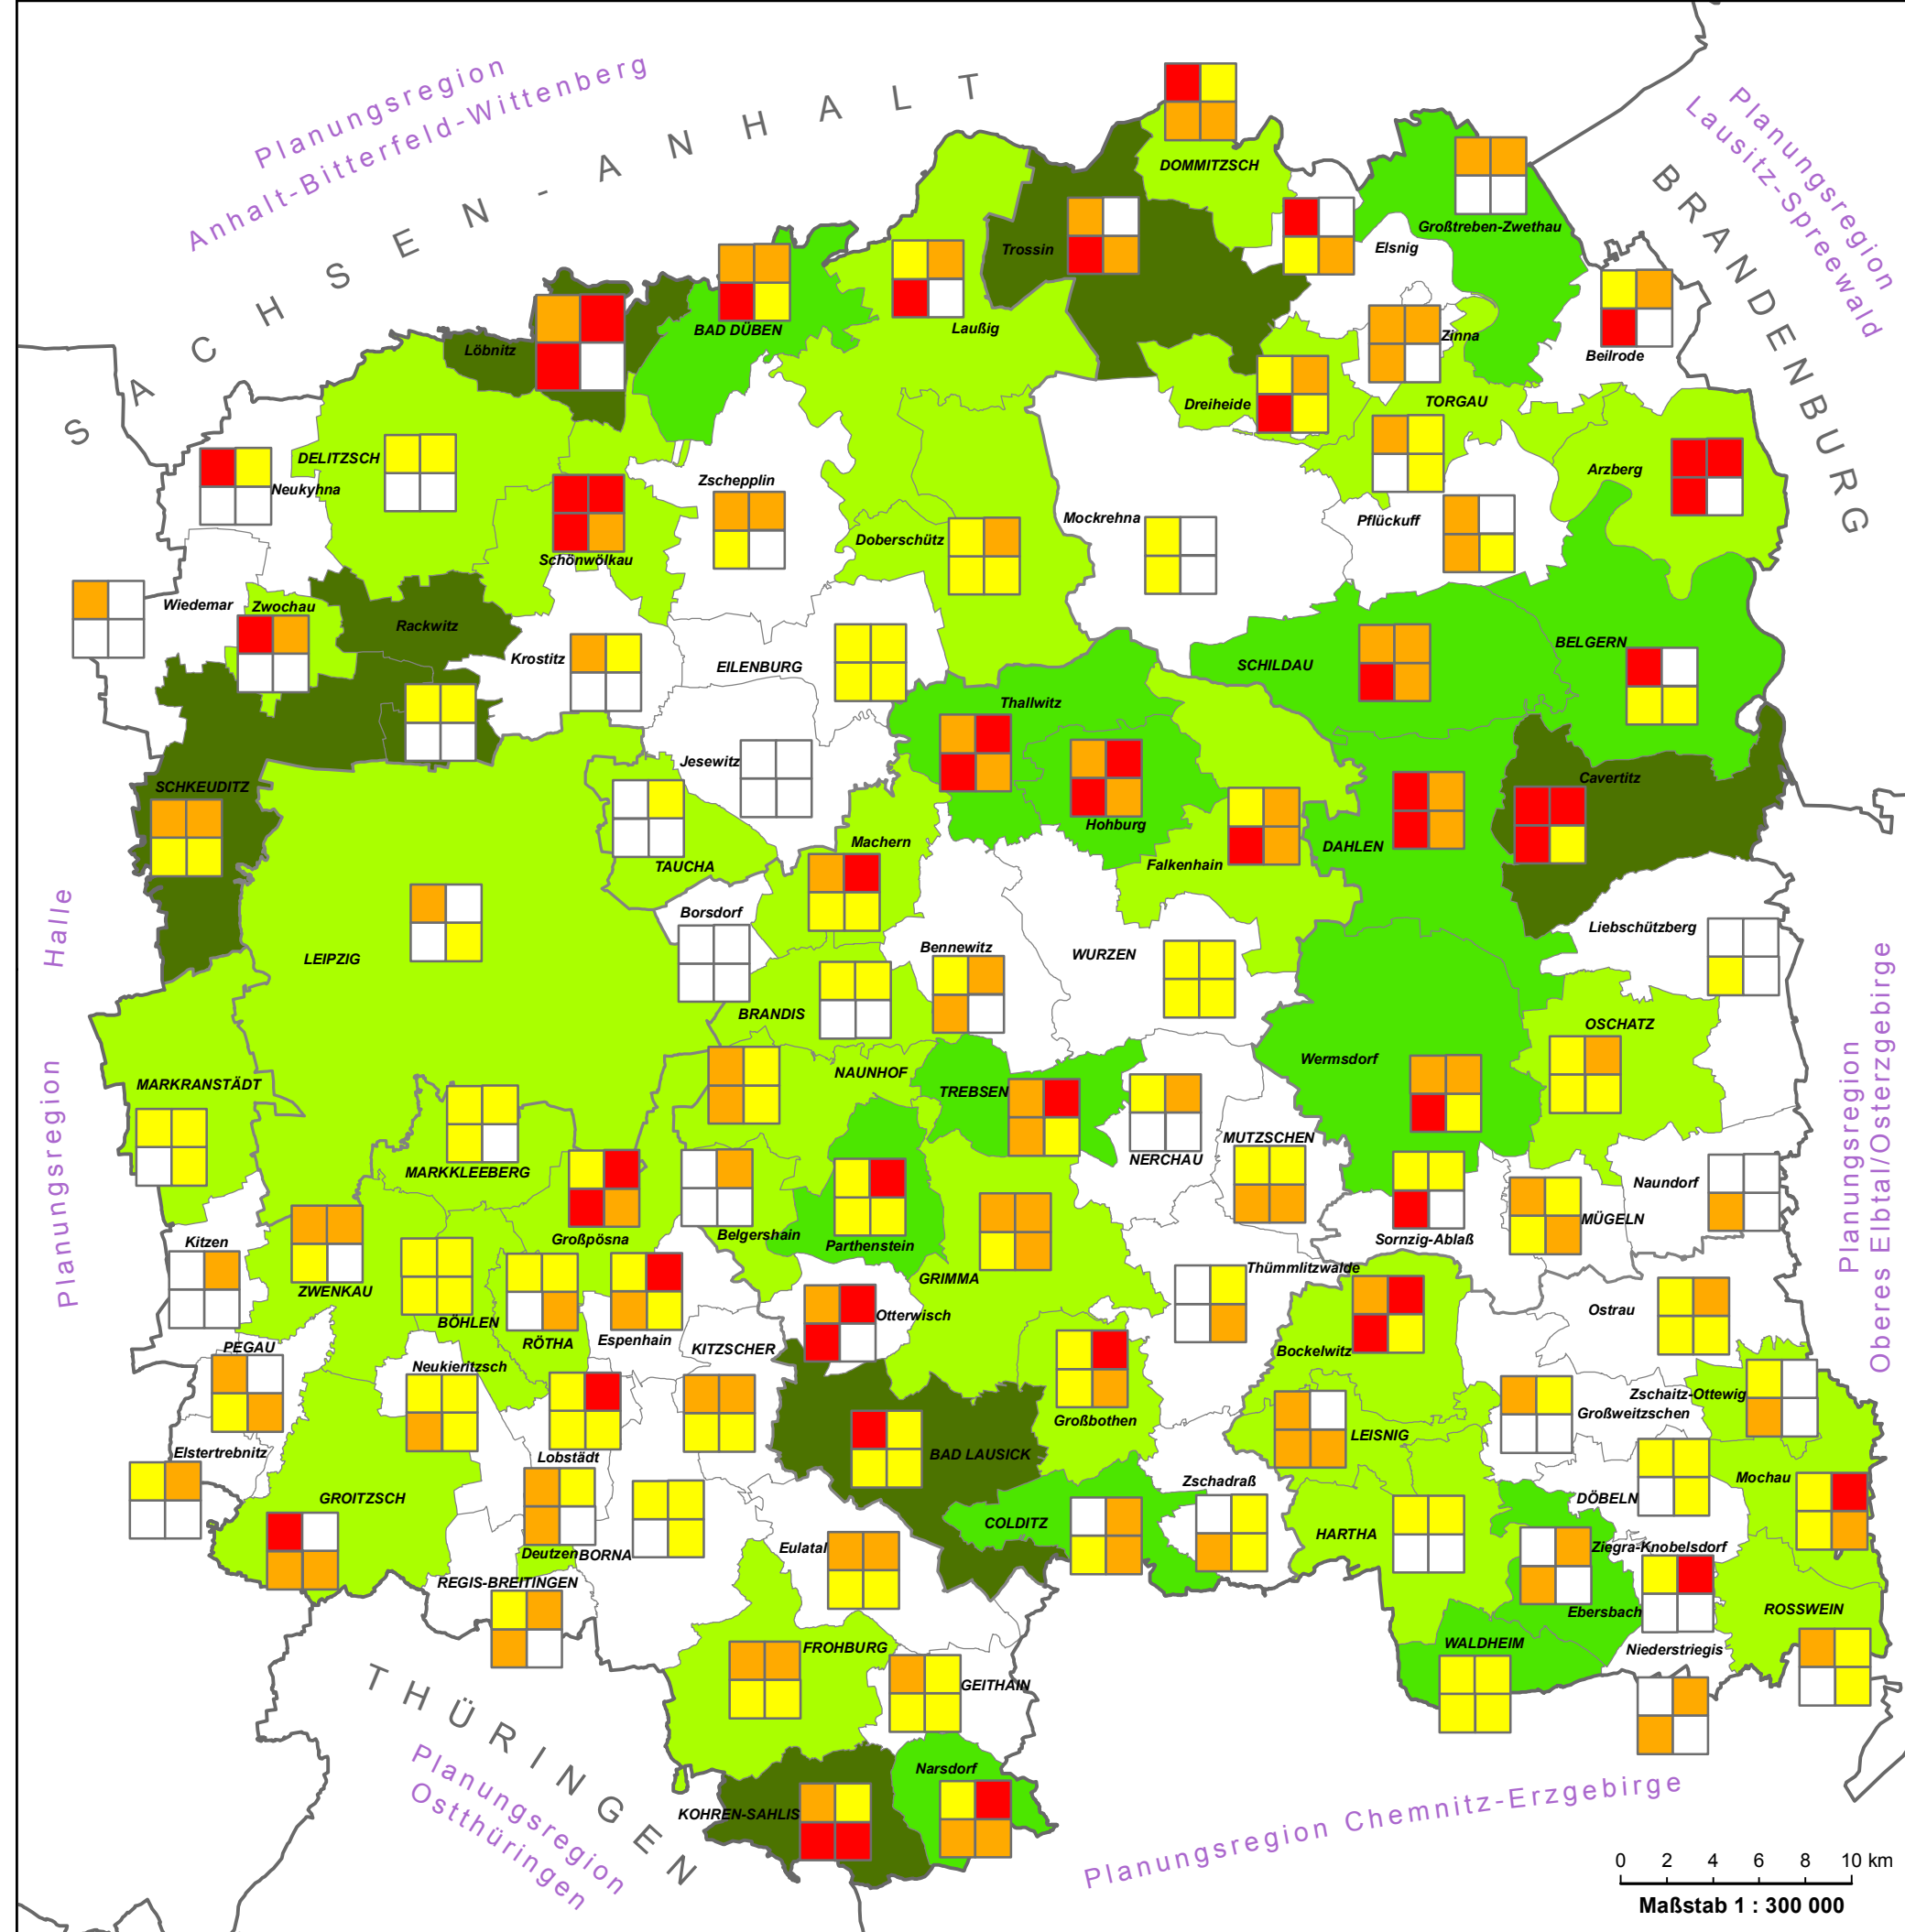 Planungsregion
Anhalt-Bitterfeld-Wittenberg
SACHSEN-ANHALT
Planungsregion
Lausitz-Spreewald
BRANDENBURG
DOMMITZSCH
Großtreben-Zwethau
Trossin
Elsnig
BAD DÜBEN
Laußig
Zinna
Beilrode
Löbnitz
Dreiheide
TORGAU
DELITZSCH
Neukyhna
Zschepplin
Arzberg
Mockrehna
Pflückuff
Doberschütz
Schönwölkau
Wiedemar
Zwochau
Rackwitz
Krostitz
EILENBURG
SCHILDAU
BELGERN
Thallwitz
Jesewitz
SCHKEUDITZ
Cavertitz
Hohburg
Machern
DAHLEN
TAUCHA
Falkenhain
Borsdorf
Liebschützberg
Halle
LEIPZIG
Bennewitz
WURZEN
BRANDIS
OSCHATZ
Wermsdorf
MARKRANSTÄDT
NAUNHOF
TREBSEN
Planungsregion
Planungsregion
Oberes Elbtal/Osterzgebirge
MUTZSCHEN
NERCHAU
MARKKLEEBERG
Naundorf
MÜGELN
Belgershain
Großpösna
Parthenstein
Sornzig-Ablaß
Kitzen
Thümmlitzwalde
GRIMMA
ZWENKAU
Ostrau
Otterwisch
BÖHLEN
RÖTHA
Espenhain
KITZSCHER
PEGAU
Bockelwitz
Neukieritzsch
Zschaitz-Ottewig
Großweitzschen
Großbothen
LEISNIG
Elstertrebnitz
Lobstädt
BAD LAUSICK
Mochau
Zschadraß
GROITZSCH
DÖBELN
COLDITZ
HARTHA
Eulatal
Ziegra-Knobelsdorf
Deutzen
BORNA
REGIS-BREITINGEN
Ebersbach
ROSSWEIN
WALDHEIM
FROHBURG
Niederstriegis
GEITHAIN
THÜRINGEN
Planungsregion
Ostthüringen
Narsdorf
KOHREN-SAHLIS
Planungsregion Chemnitz-Erzgebirge
0 2 4 6 8 10 km
Maßstab 1 : 300 000